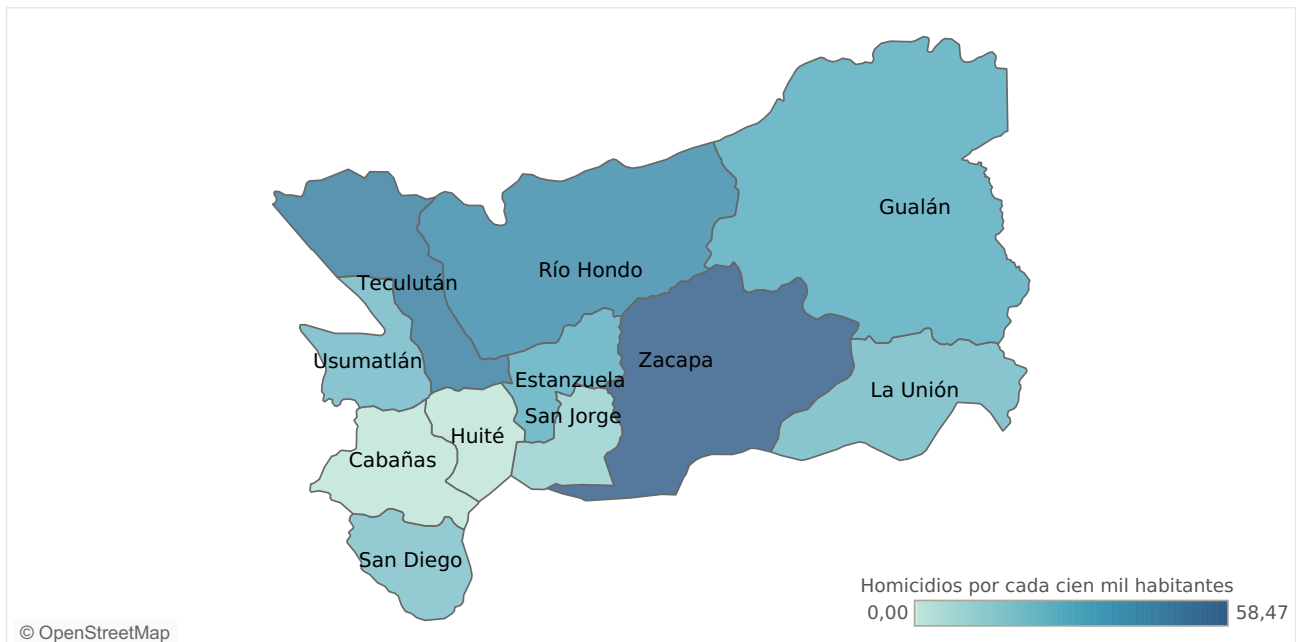 Gualán
Río Hondo
Teculután
Usumatlán
Zacapa
Estanzuela
La Unión
San Jorge
Huité
Cabañas
San Diego
Homicidios por cada cien mil habitantes
0,00 58,47
© OpenStreetMap